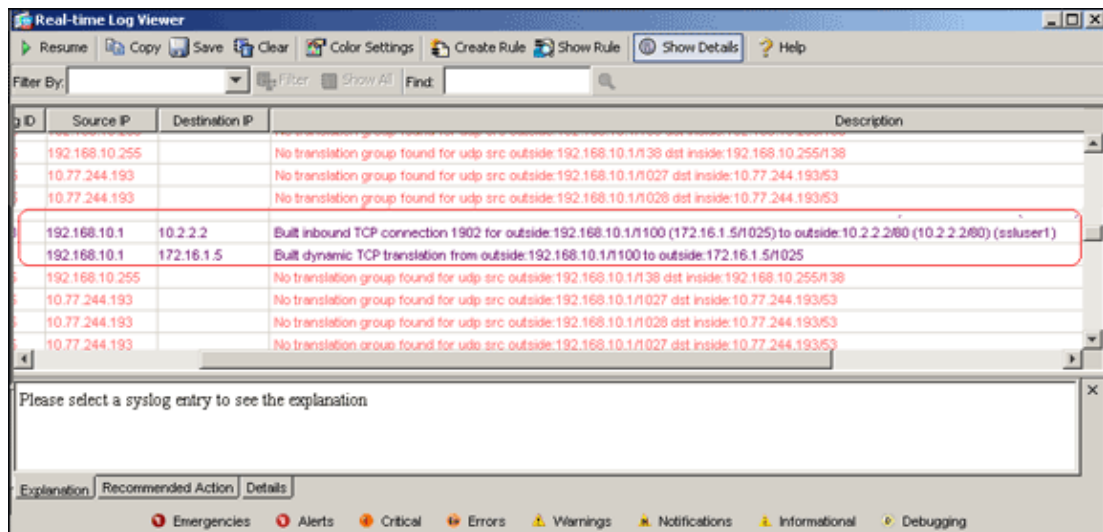 Real-time Log Viewer
Resume Copy Save Clear Color Settings Create Rule Show Rule Show Details Help
Filter By: Filter Show All Find:
g ID Source IP Destination IP Description
192.168.10.255 No translation group found for udp src outside:192.168.10.1/138 dst inside:192.168.10.255/138
10.77.244.193 No translation group found for udp src outside:192.168.10.1/1027 dst inside:10.77.244.193/53
10.77.244.193 No translation group found for udp src outside:192.168.10.1/1028 dst inside:10.77.244.193/53
192.168.10.1 10.2.2.2 Built inbound TCP connection 1902 for outside:192.168.10.1/1100 (172.16.1.5/1025) to outside:10.2.2.2/80 (10.2.2.2/80) (ssluser1)
192.168.10.1 172.16.1.5 Built dynamic TCP translation from outside:192.168.10.1/1100 to outside:172.16.1.5/1025
192.168.10.255 No translation group found for udp src outside:192.168.10.1/138 dst inside:192.168.10.255/138
10.77.244.193 No translation group found for udp src outside:192.168.10.1/1027 dst inside:10.77.244.193/53
10.77.244.193 No translation group found for udp src outside:192.168.10.1/1028 dst inside:10.77.244.193/53
10.77.244.193 No translation group found for udp src outside:192.168.10.1/1027 dst inside:10.77.244.193/53
Please select a syslog entry to see the explanation
Explanation Recommended Action Details
Emergencies Alerts Critical Errors Warnings Notifications Informational Debugging